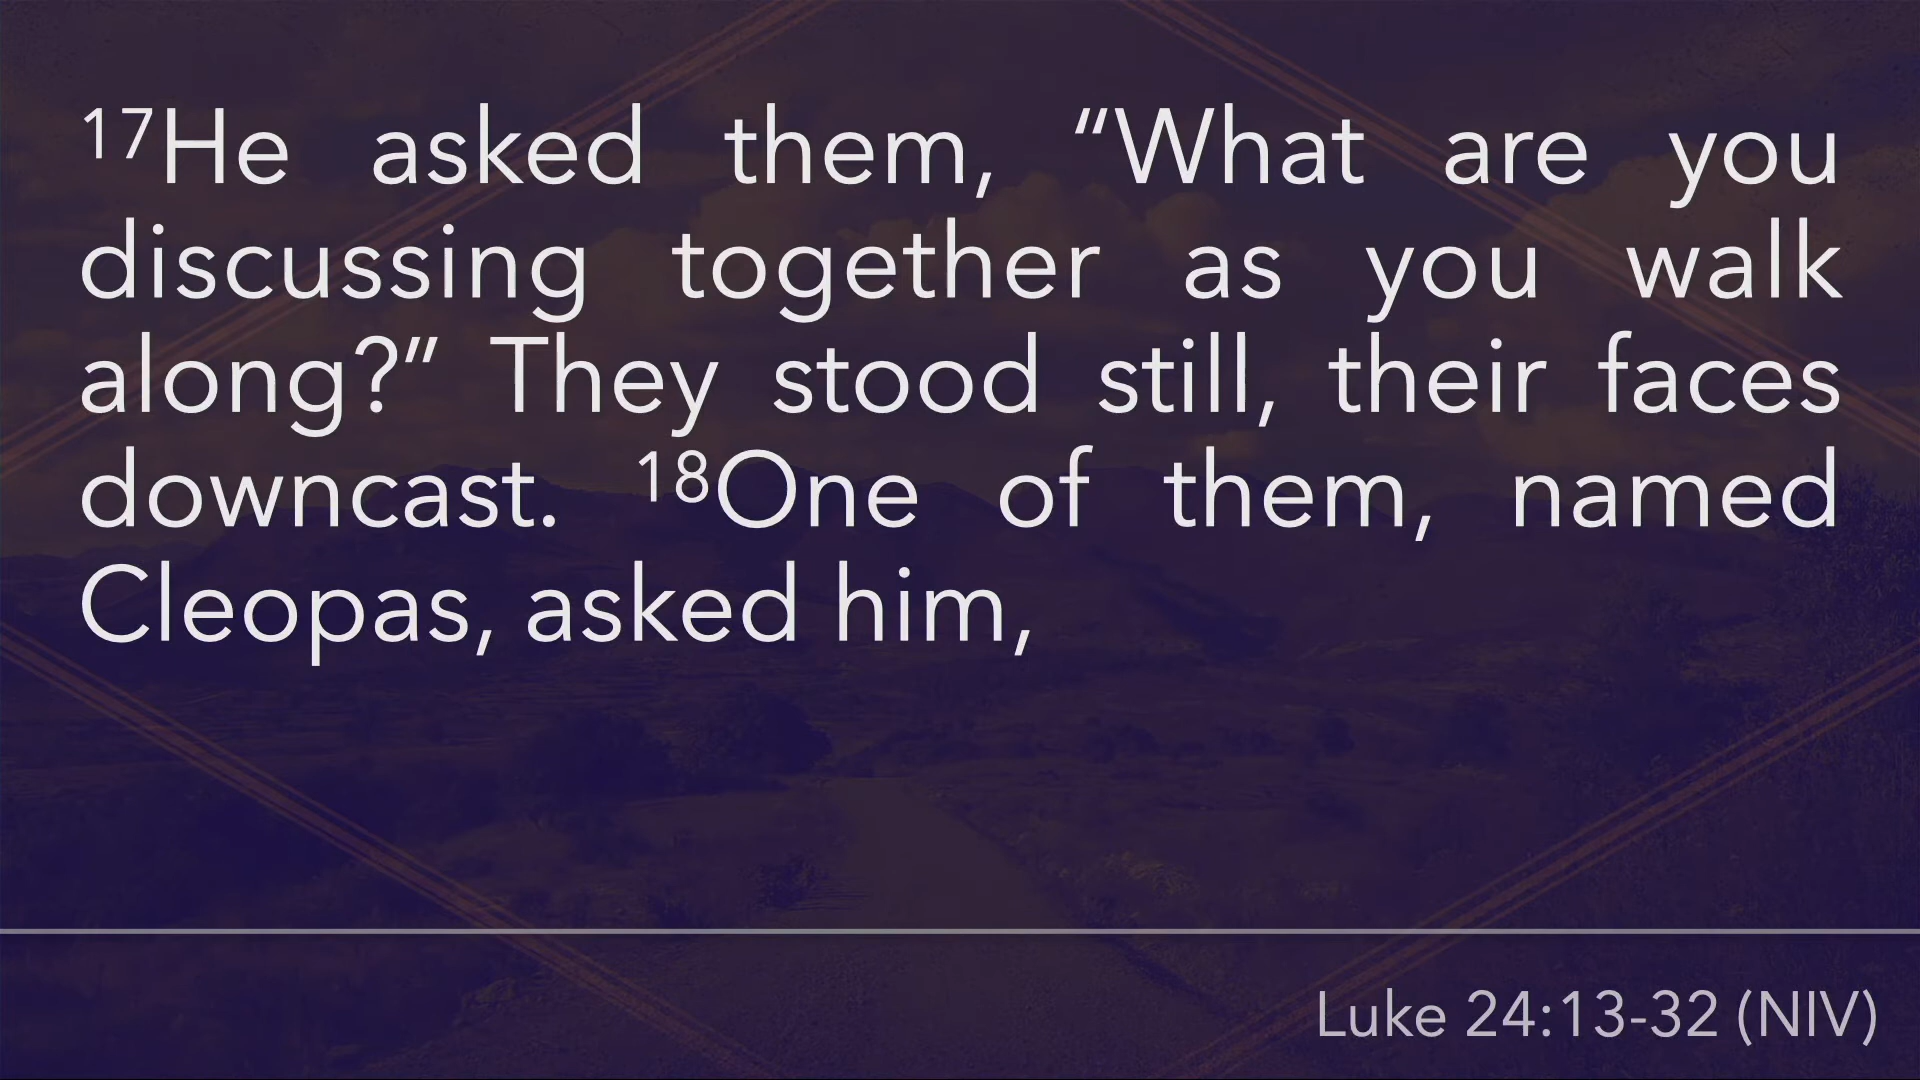 17He asked them, “What are you
discussing together as you walk
along?” They stood still, their faces
downcast. 18One of them, named
Cleopas, asked him,
Luke 24:13-32 (NIV)